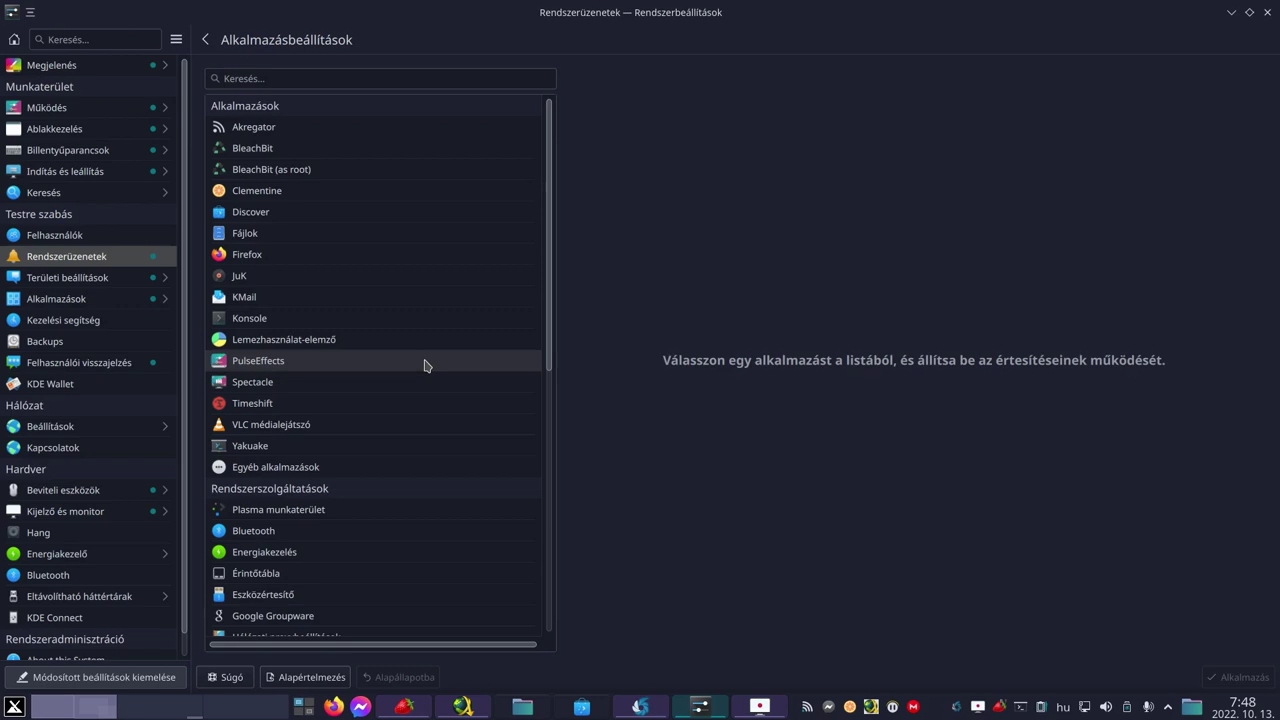 Rendszerüzenetek — Rendszerbeállítások
Keresés...
Alkalmazásbeállítások
Megjelenés
Munkaterület
Működés
Ablakkezelés
Billentyűparancsok
Indítás és leállítás
Keresés
Testre szabás
Felhasználók
Rendszerüzenetek
Területi beállítások
Alkalmazások
Kezelési segítség
Backups
Felhasználói visszajelzés
KDE Wallet
Hálózat
Beállítások
Kapcsolatok
Hardver
Beviteli eszközök
Kijelző és monitor
Hang
Energiakezelő
Bluetooth
Eltávolítható háttértárak
KDE Connect
Rendszeradminisztráció
About this System
Módosított beállítások kiemelése
Keresés...
Alkalmazások
Akregator
BleachBit
BleachBit (as root)
Clementine
Discover
Fájlok
Firefox
JuK
KMail
Konsole
Lemezhasználat-elemző
PulseEffects
Spectacle
Timeshift
VLC médialejátszó
Yakuake
Egyéb alkalmazások
Rendszerszolgáltatások
Plasma munkaterület
Bluetooth
Energiakezelés
Érintőtábla
Eszközértesítő
Google Groupware
Válasszon egy alkalmazást a listából, és állítsa be az értesítéseinek működését.
Súgó
Alapértelmezés
Alapállapotba
Alkalmazás
hu
7:48
2022. 10. 13.